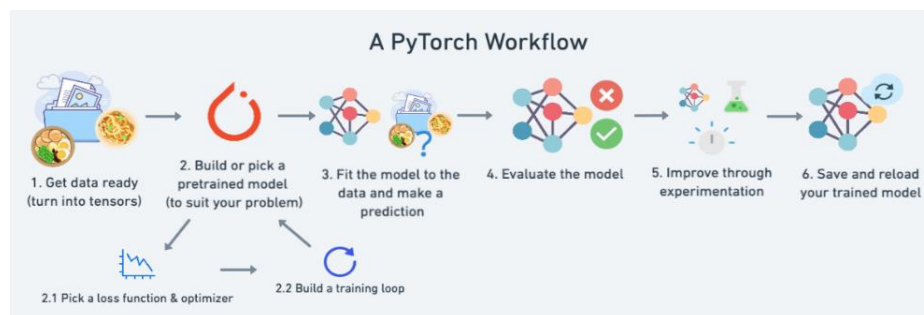 A PyTorch Workflow
1. Get data ready
(turn into tensors)
2. Build or pick a
pretrained model
(to suit your problem)
3. Fit the model to the
data and make a
prediction
4. Evaluate the model
5. Improve through
experimentation
6. Save and reload
your trained model
2.1 Pick a loss function & optimizer
2.2 Build a training loop